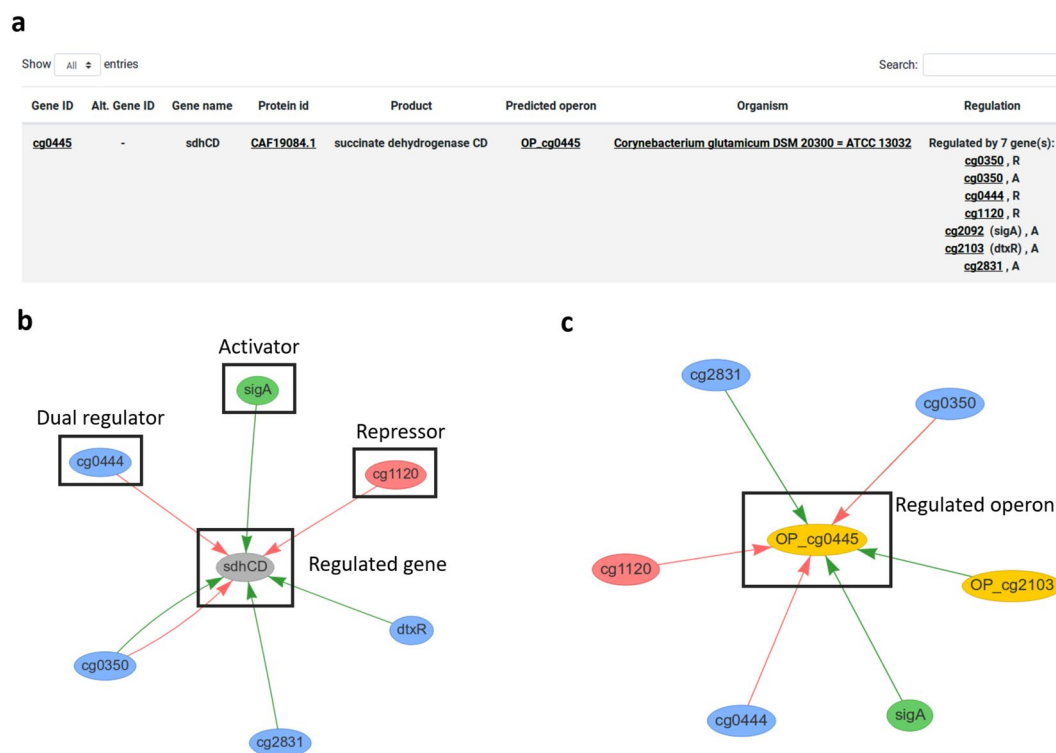 a
Show All entries
Search:
Gene ID Alt. Gene ID Gene name Protein id Product Predicted operon Organism Regulation
cg0445 - sdhCD CAF19084.1 succinate dehydrogenase CD OP_cg0445 Corynebacterium glutamicum DSM 20300 = ATCC 13032 Regulated by 7 gene(s):
cg0350 , R
cg0350 , A
cg0444 , R
cg1120 , R
cg2092 (sigA) , A
cg2103 (dtxR) , A
cg2831 , A
b
Activator
sigA
Dual regulator
cg0444
Repressor
cg1120
sdhCD
Regulated gene
dtxR
cg0350
cg2831
c
cg2831
cg0350
Regulated operon
OP_cg0445
cg1120
OP_cg2103
cg0444
sigA